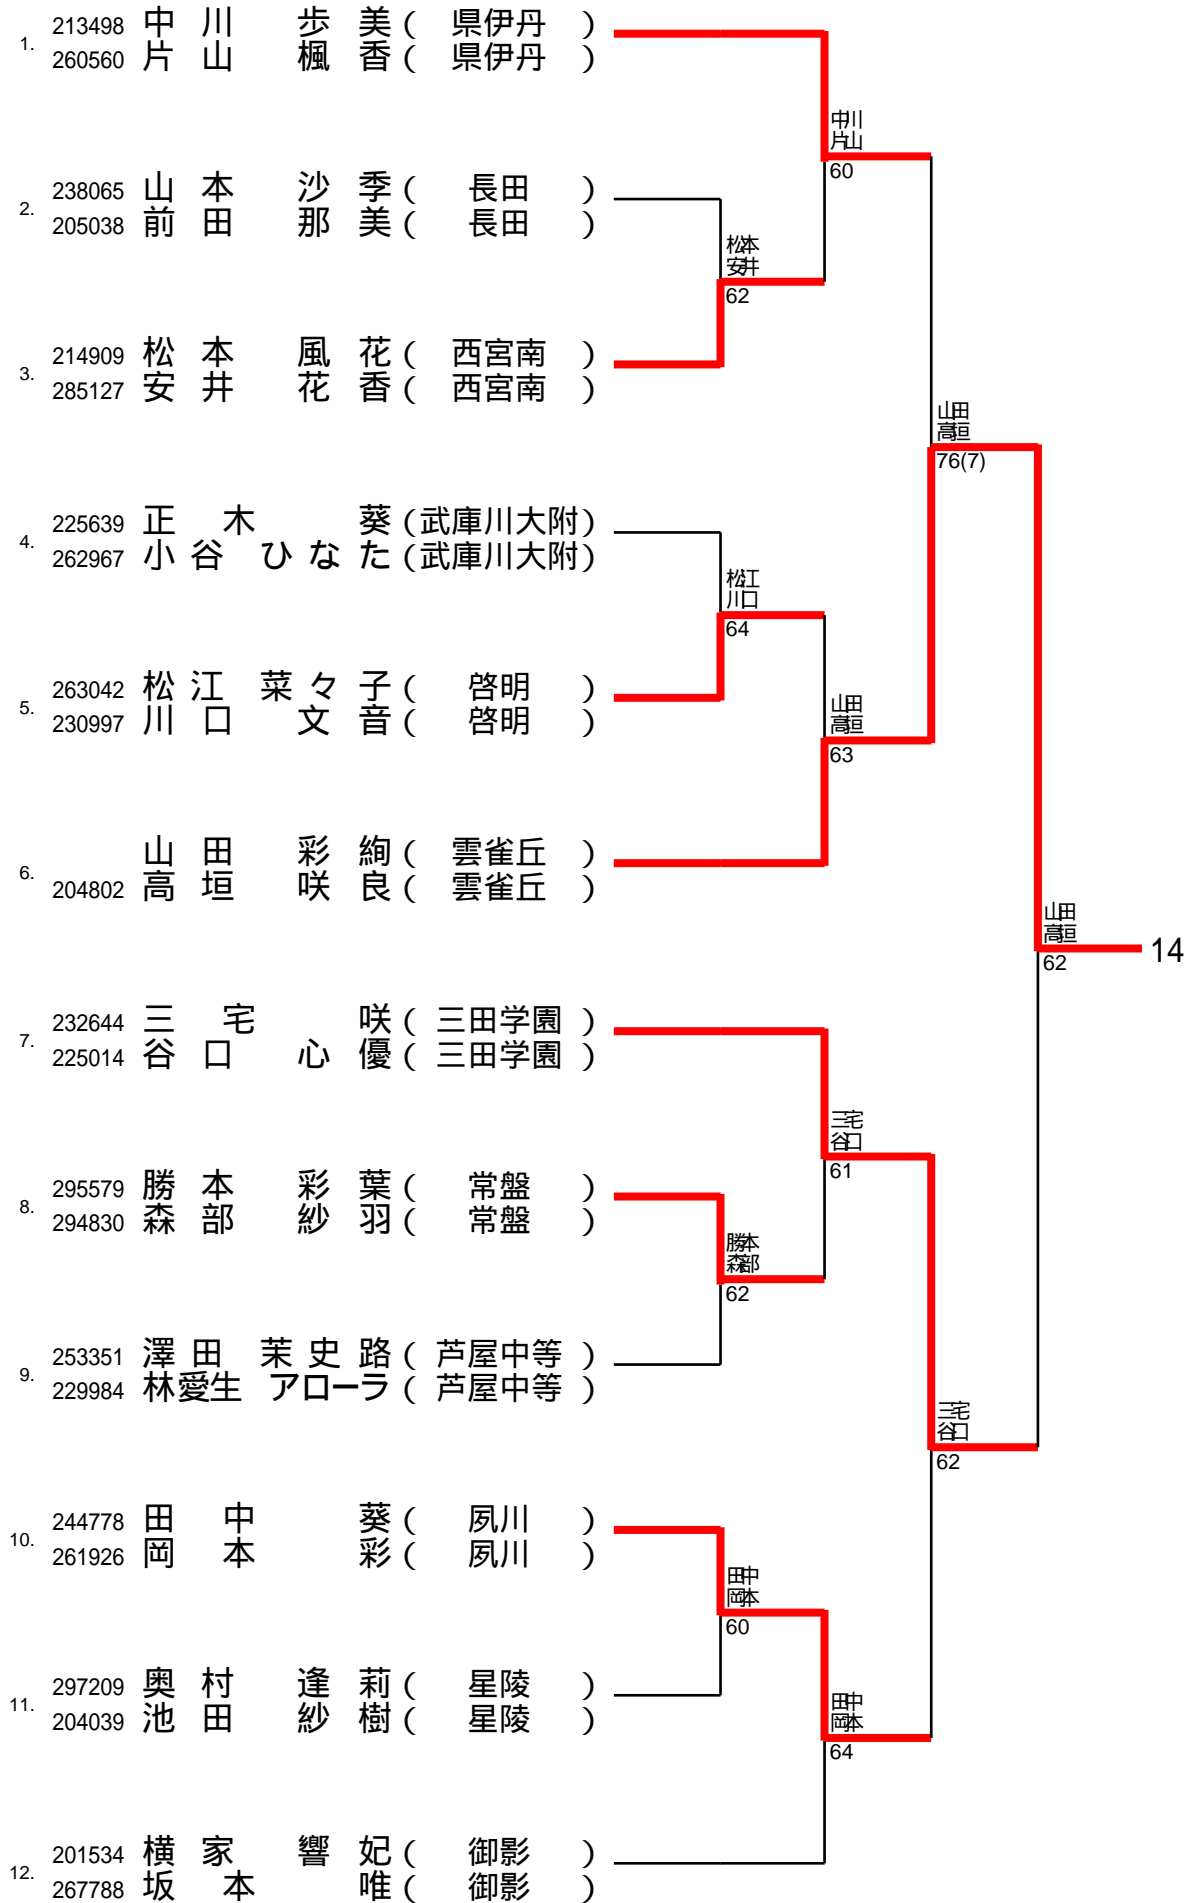 1. 213498 中川 歩美 ( 県伊丹 )
260560 片山 楓香 ( 県伊丹 )
中川
片山
60
2. 238065 山本 沙季 ( 長田 )
205038 前田 那美 ( 長田 )
松本
安井
62
3. 214909 松本 風花 ( 西宮南 )
285127 安井 花香 ( 西宮南 )
山田
高垣
76(7)
4. 225639 正木 葵 ( 武庫川大附 )
262967 小谷 ひなた ( 武庫川大附 )
松江
川口
64
5. 263042 松江 菜々子 ( 啓明 )
230997 川口 文音 ( 啓明 )
山田
高垣
63
6. 山田 彩絢 ( 雲雀丘 )
204802 高垣 咲良 ( 雲雀丘 )
山田
高垣
62
14
7. 232644 三宅 咲 ( 三田学園 )
225014 谷口 心優 ( 三田学園 )
三宅
谷口
61
8. 295579 勝本 彩葉 ( 常盤 )
294830 森部 紗羽 ( 常盤 )
勝本
森部
62
9. 253351 澤田 茉史路 ( 芦屋中等 )
229984 林愛生 アローラ ( 芦屋中等 )
三宅
谷口
62
10. 244778 田中 葵 ( 夙川 )
261926 岡本 彩 ( 夙川 )
田中
岡本
60
11. 297209 奥村 逢莉 ( 星陵 )
204039 池田 紗樹 ( 星陵 )
田中
岡本
64
12. 201534 横家 響妃 ( 御影 )
267788 坂本 唯 ( 御影 )